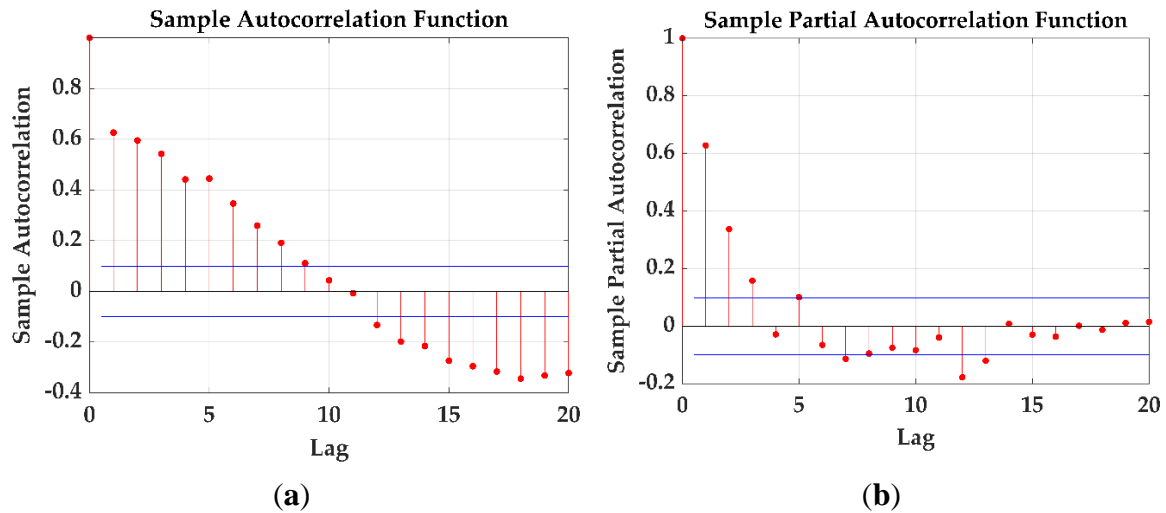 Sample Autocorrelation Function
Sample Autocorrelation
0.8
0.6
0.4
0.2
0
-0.2
-0.4
0 5 10 15 20
Lag
(a)
Sample Partial Autocorrelation Function
Sample Partial Autocorrelation
1
0.8
0.6
0.4
0.2
0
-0.2
0 5 10 15 20
Lag
(b)